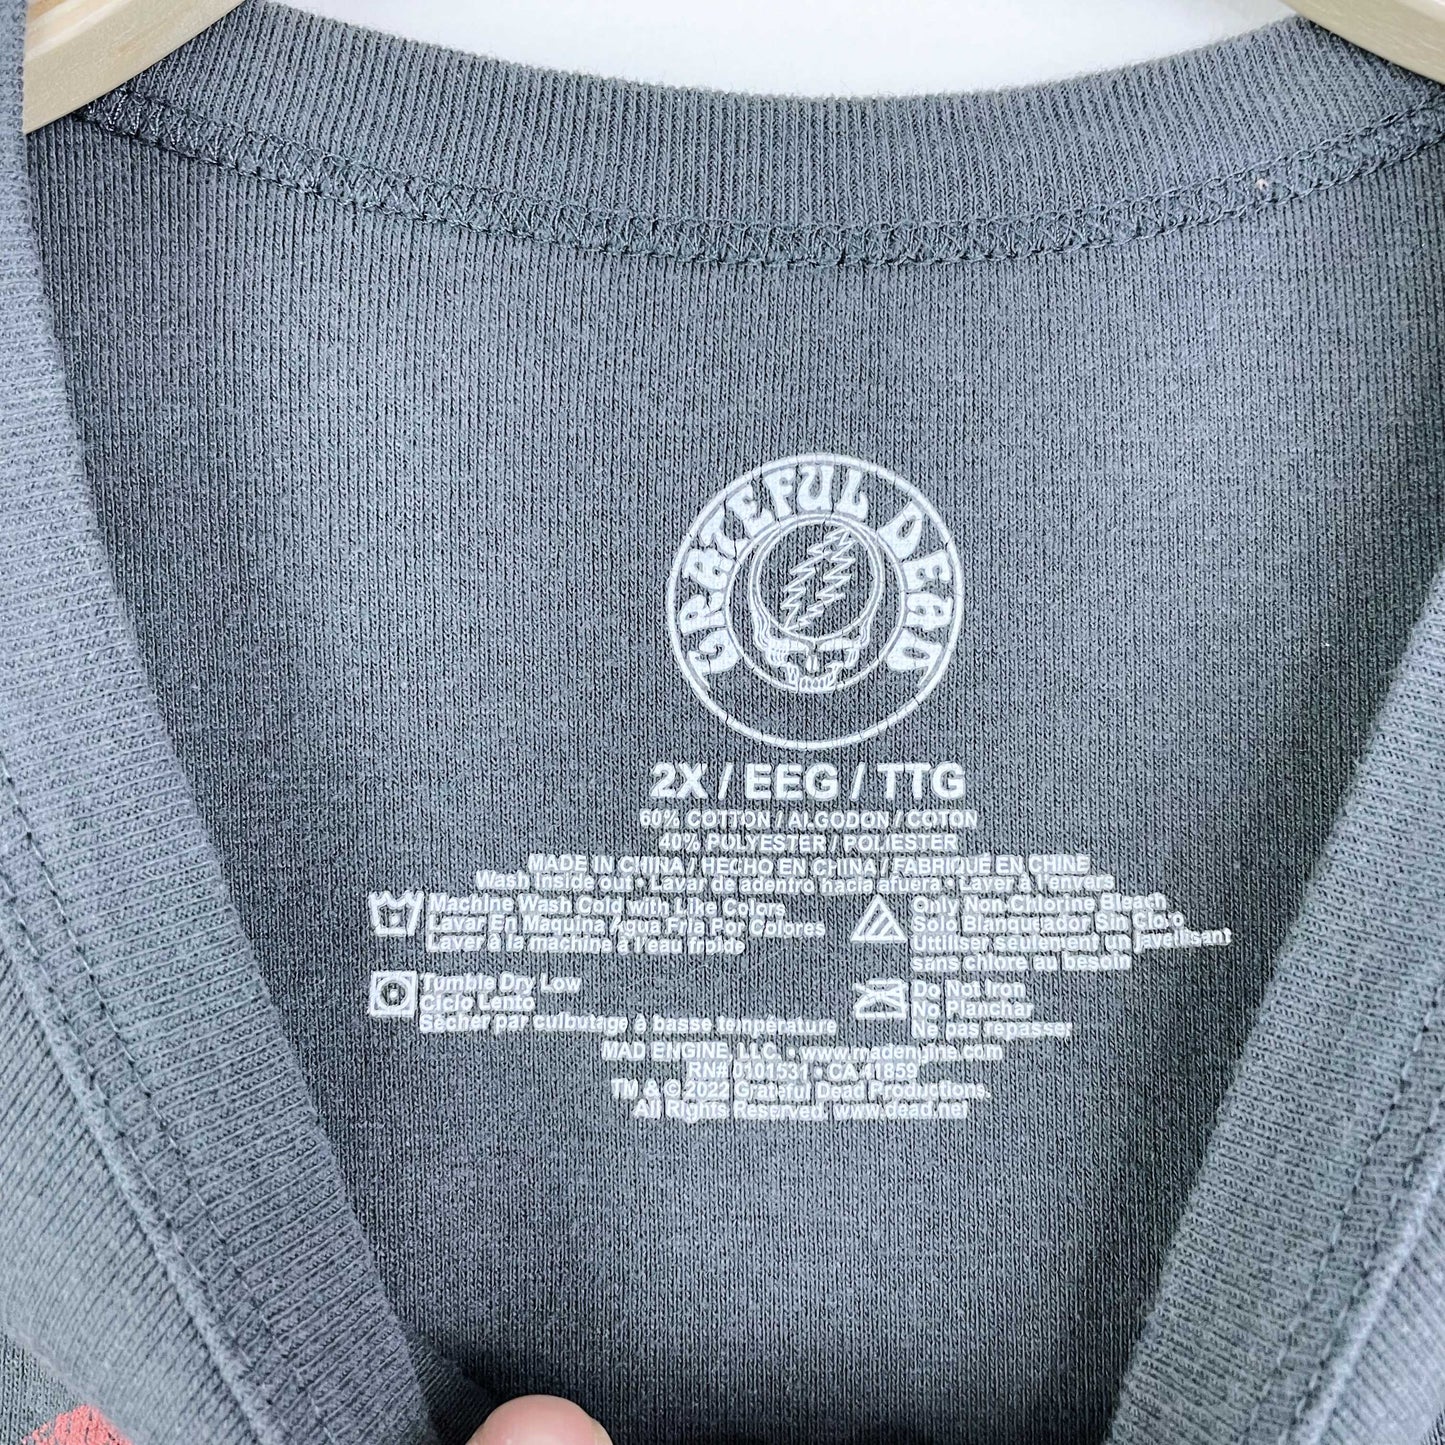 GRATEFUL DEAD
2X / EEG / TTG
60% COTTON / ALGODON / COTON
40% POLYESTER / POLIESTER
MADE IN CHINA / HECHO EN CHINA / FABRIQUÉ EN CHINE
Wash Inside out • Lavar de adentro hacia afuera • Laver à l'envers
Machine Wash Cold with Like Colors
Lavar En Maquina Agua Fria Por Colores
Laver à la machine à l'eau froide
Only Non-Chlorine Bleach
Solo Blanqueador Sin Cloro
Uttiliser seulement un javellisant
sans chlore au besoin
Tumble Dry Low
Ciclo Lento
Sécher par culbutage à basse température
Do Not Iron
No Planchar
Ne pas repasser
MAD ENGINE, LLC. • www.madengine.com
RN# 0101531 • CA 41859
TM & © 2022 Grateful Dead Productions.
All Rights Reserved. www.dead.net